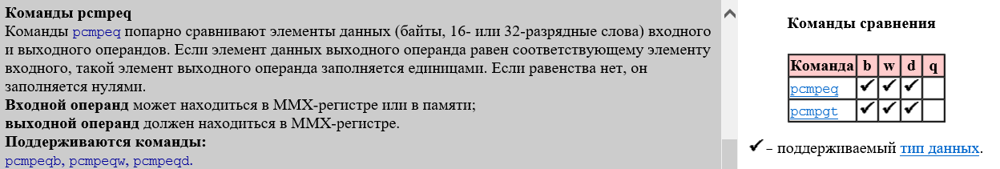 Команды pcmpeq
Команды pcmpeq попарно сравнивают элементы данных (байты, 16- или 32-разрядные слова) входного
и выходного операндов. Если элемент данных выходного операнда равен соответствующему элементу
входного, такой элемент выходного операнда заполняется единицами. Если равенства нет, он
заполняется нулями.
Входной операнд может находиться в MMX-регистре или в памяти;
выходной операнд должен находиться в MMX-регистре.
Поддерживаются команды:
pcmpeqb, pcmpeqw, pcmpeqd.
Команды сравнения
Команда b w d q
pcmpeq ✔ ✔ ✔
pcmpgt ✔ ✔ ✔
✔ – поддерживаемый тип данных.